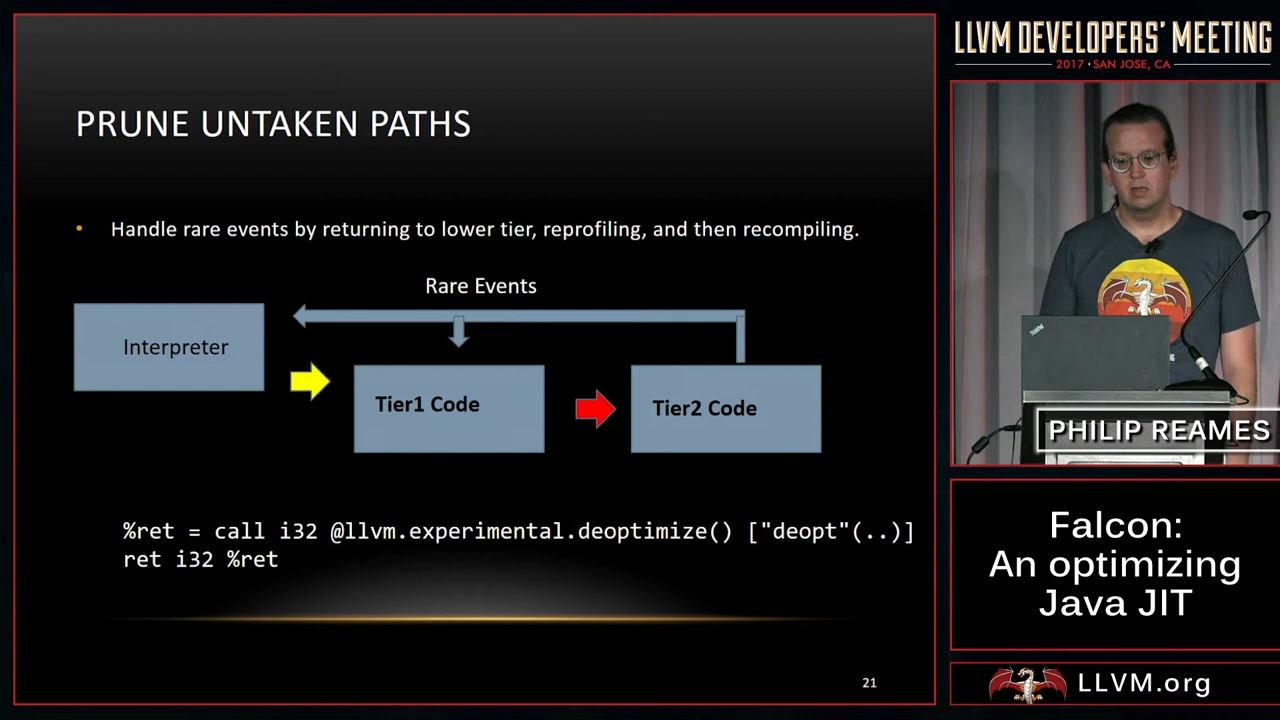 PRUNE UNTAKEN PATHS
• Handle rare events by returning to lower tier, reprofiling, and then recompiling.
Rare Events
Interpreter
Tier1 Code
Tier2 Code
%ret = call i32 @llvm.experimental.deoptimize() ["deopt"(..)]
ret i32 %ret
21
LLVM DEVELOPERS' MEETING
2017 • SAN JOSE, CA
ThinkPad
PHILIP REAMES
Falcon:
An optimizing
Java JIT
LLVM.org